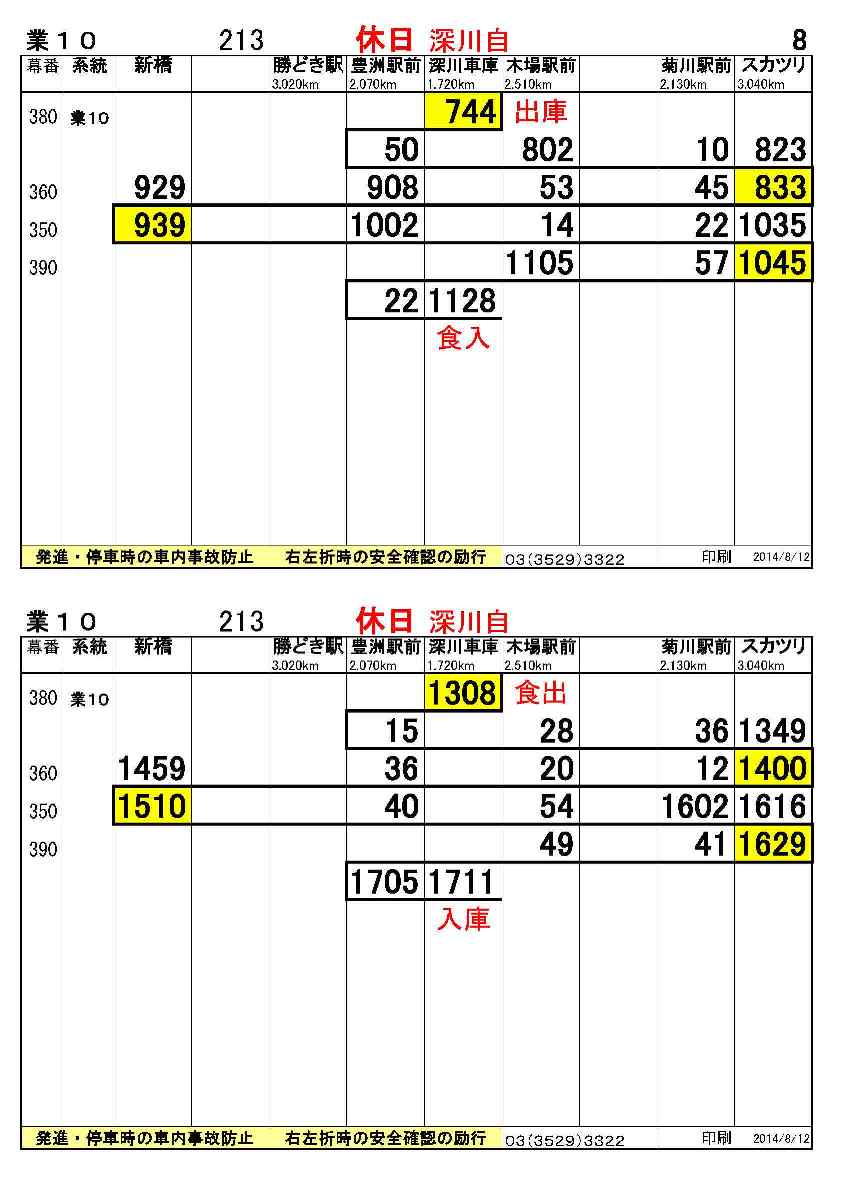 業１０ 213 休日 深川自 8
幕番 系統 新橋 勝どき駅 豊洲駅前 深川車庫 木場駅前 菊川駅前 スカツリ
3.020km 2.070km 1.720km 2.510km 2.130km 3.040km
380 業10 744 出庫
50 802 10 823
360 929 908 53 45 833
350 939 1002 14 22 1035
390 1105 57 1045
22 1128
食入
発進・停車時の車内事故防止 右左折時の安全確認の励行 03(3529)3322 印刷 2014/8/12
業１０ 213 休日 深川自
幕番 系統 新橋 勝どき駅 豊洲駅前 深川車庫 木場駅前 菊川駅前 スカツリ
3.020km 2.070km 1.720km 2.510km 2.130km 3.040km
380 業10 1308 食出
15 28 36 1349
360 1459 36 20 12 1400
350 1510 40 54 1602 1616
390 49 41 1629
1705 1711
入庫
発進・停車時の車内事故防止 右左折時の安全確認の励行 03(3529)3322 印刷 2014/8/12